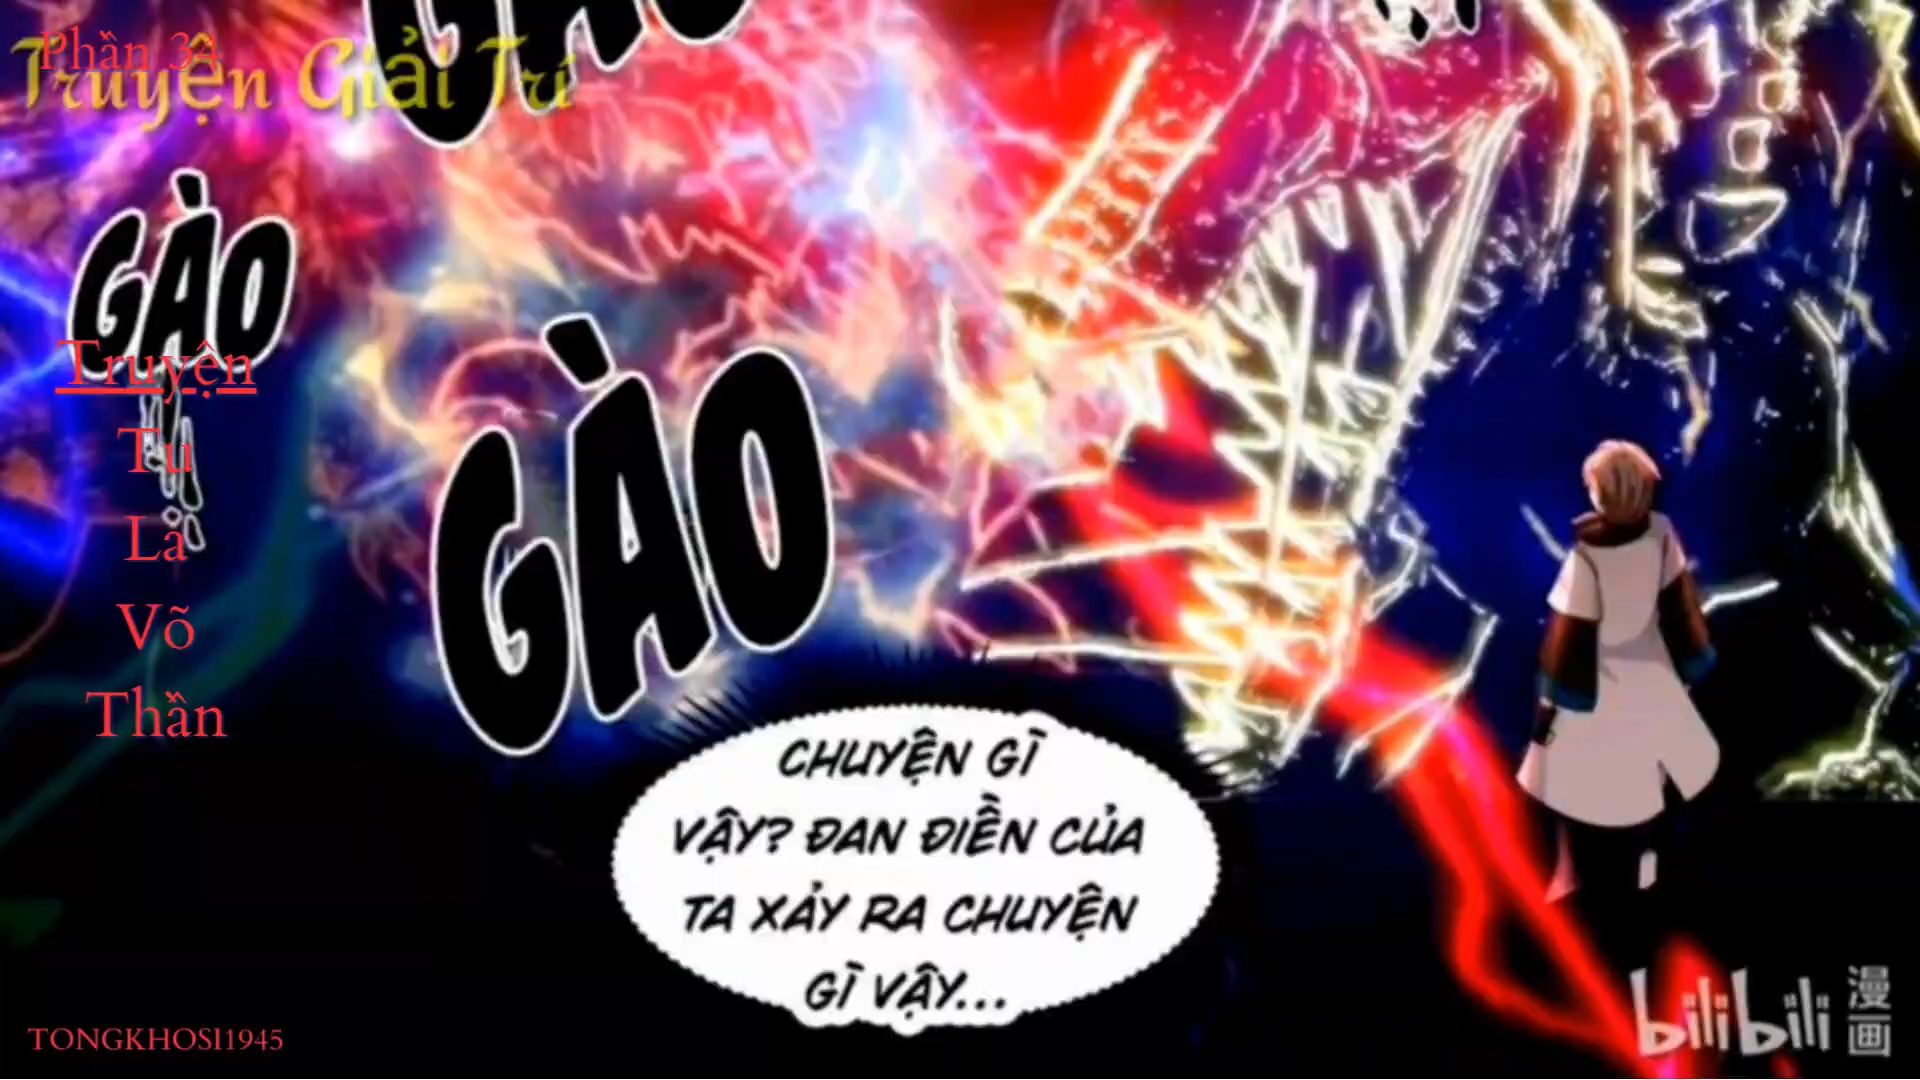 Phần 34
Truyện Giải Trí
GÀO
GÀO
GÀO
Truyện
Tu
La
Võ
Thần
CHUYỆN GÌ
VẬY? ĐAN ĐIỀN CỦA
TA XẢY RA CHUYỆN
GÌ VẬY...
TONGKHOSI1945
bilibili
漫画